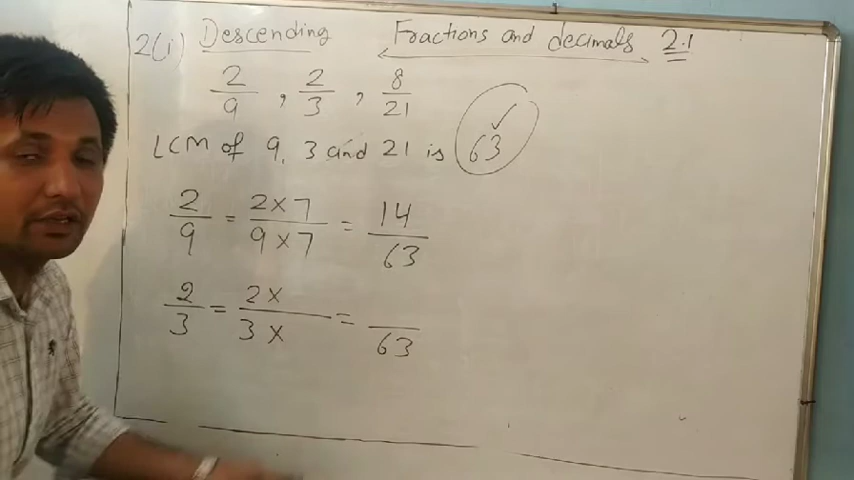 2(i) Descending Fractions and decimals 2.1
2/9 , 2/3 , 8/21
LCM of 9, 3 and 21 is 63 ✓
2/9 = 2×7/9×7 = 14/63
2/3 = 2×/3× = /63